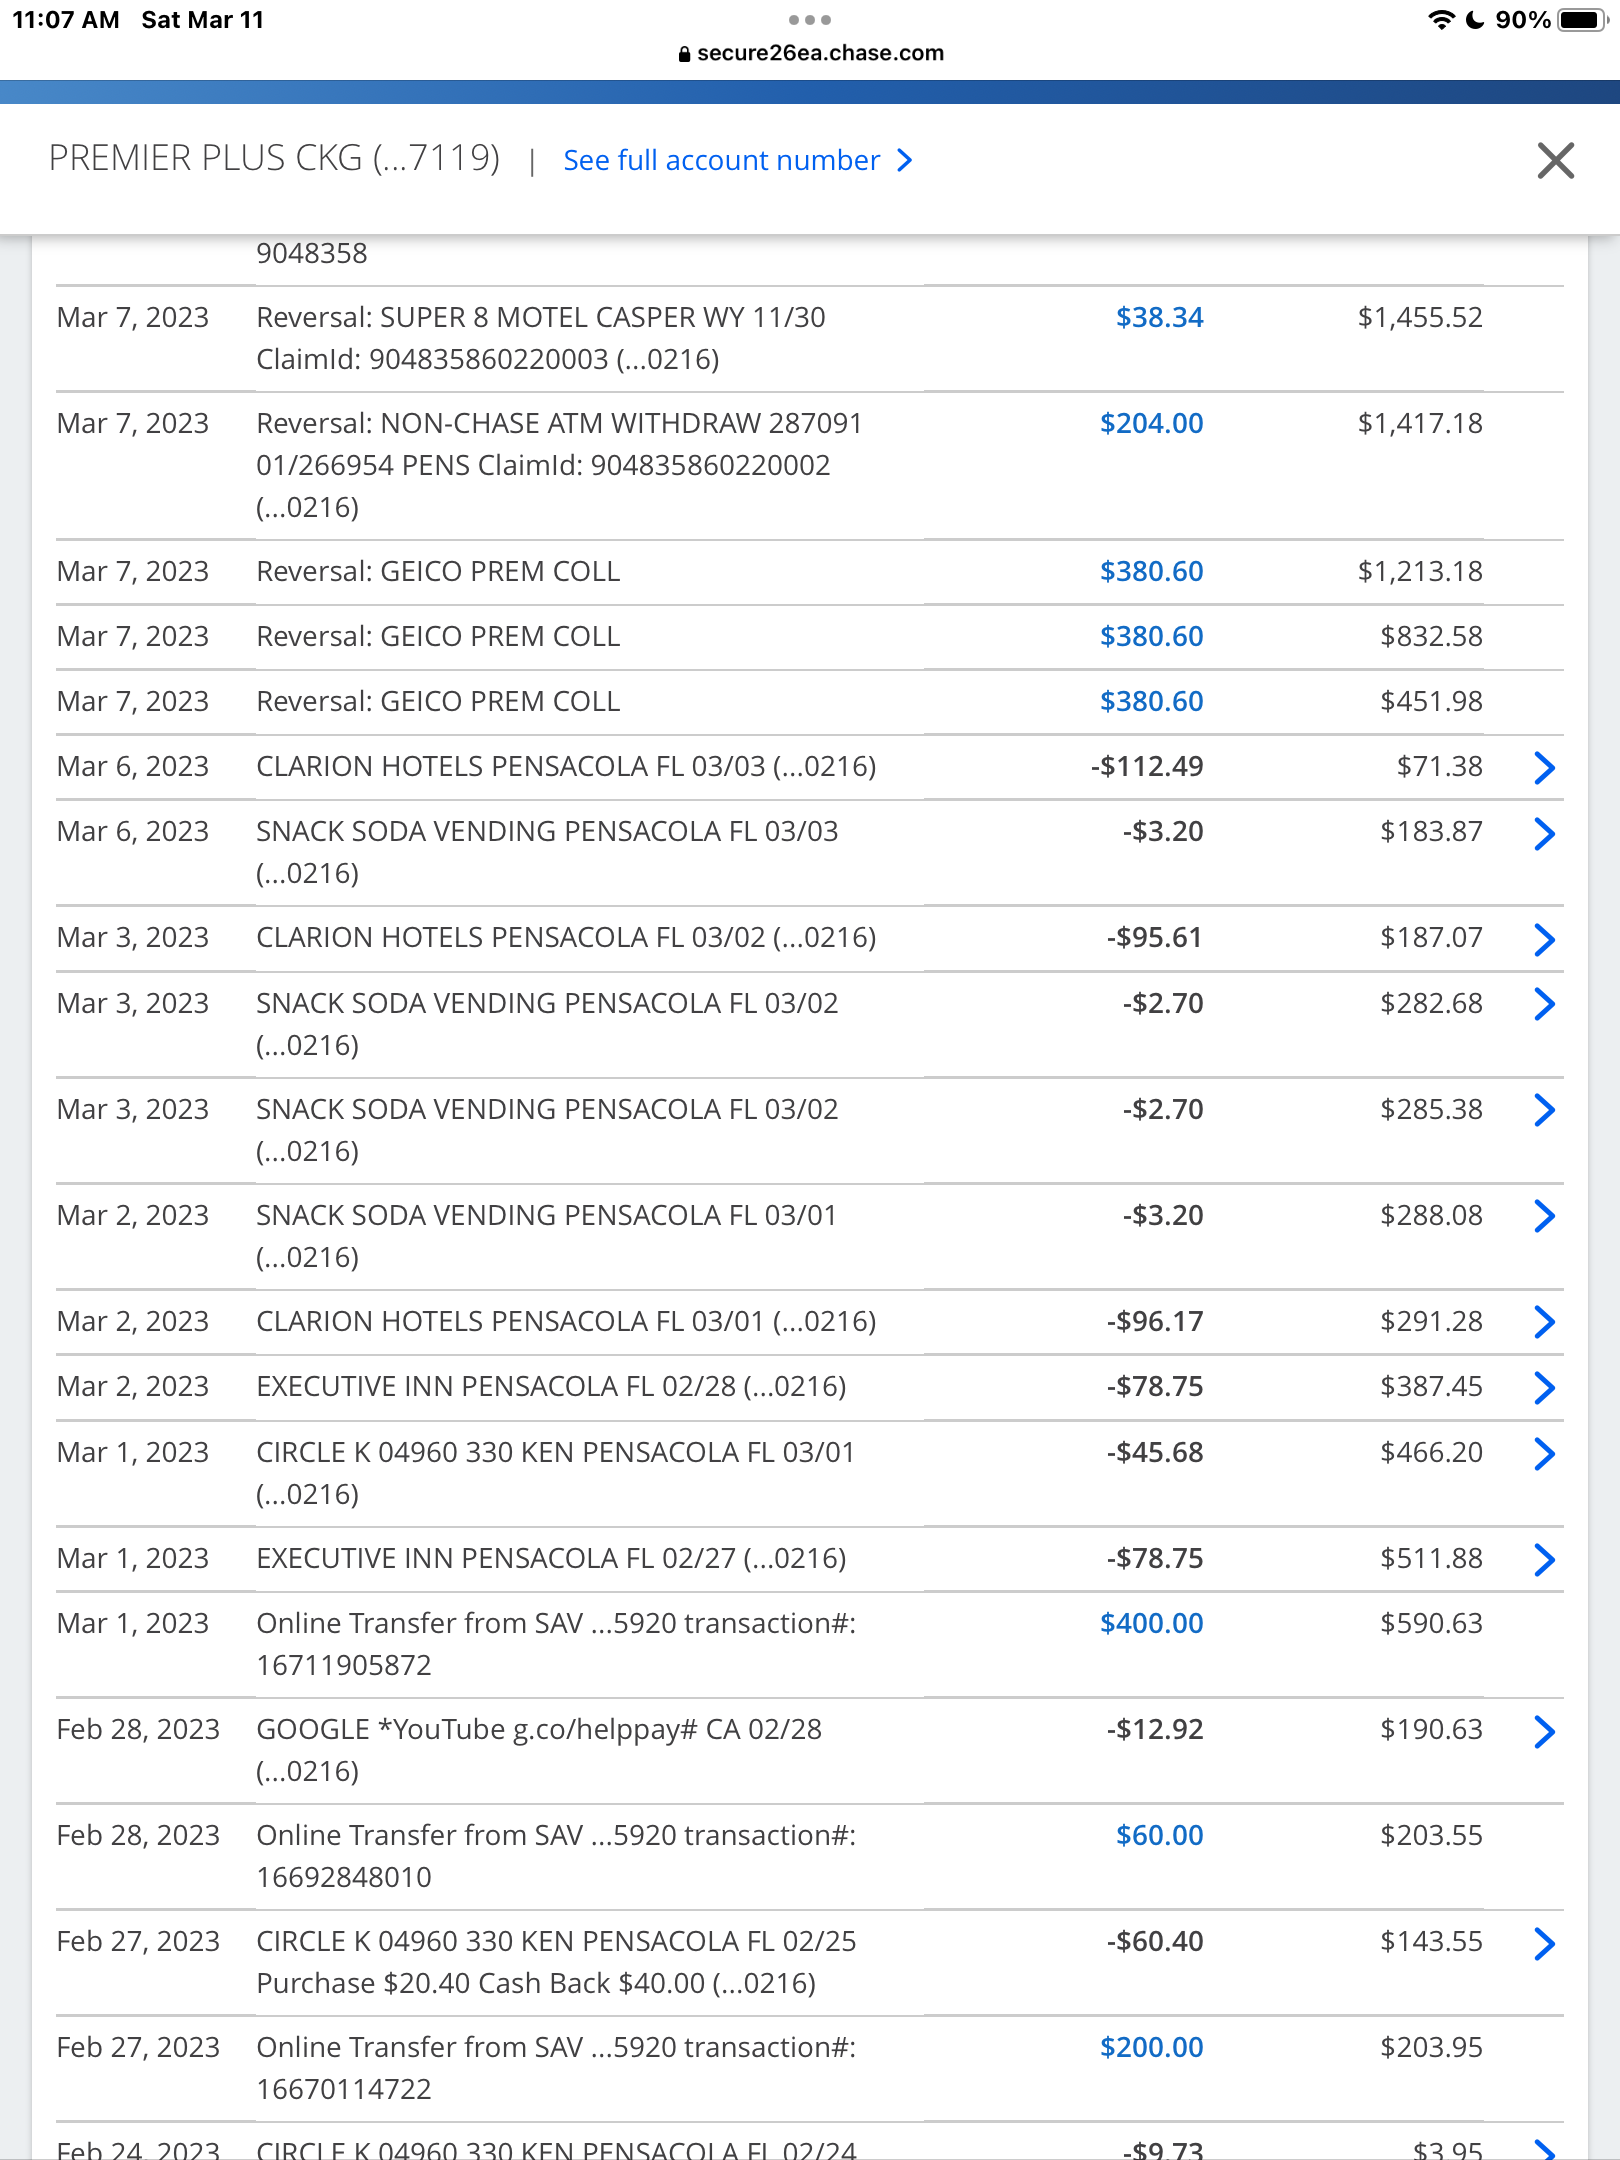 11:07 AM Sat Mar 11
90%
secure26ea.chase.com
PREMIER PLUS CKG (...7119) | See full account number
9048358
Mar 7, 2023 Reversal: SUPER 8 MOTEL CASPER WY 11/30 $38.34 $1,455.52
ClaimId: 904835860220003 (...0216)
Mar 7, 2023 Reversal: NON-CHASE ATM WITHDRAW 287091 $204.00 $1,417.18
01/266954 PENS ClaimId: 904835860220002
(...0216)
Mar 7, 2023 Reversal: GEICO PREM COLL $380.60 $1,213.18
Mar 7, 2023 Reversal: GEICO PREM COLL $380.60 $832.58
Mar 7, 2023 Reversal: GEICO PREM COLL $380.60 $451.98
Mar 6, 2023 CLARION HOTELS PENSACOLA FL 03/03 (...0216) -$112.49 $71.38
Mar 6, 2023 SNACK SODA VENDING PENSACOLA FL 03/03 -$3.20 $183.87
(...0216)
Mar 3, 2023 CLARION HOTELS PENSACOLA FL 03/02 (...0216) -$95.61 $187.07
Mar 3, 2023 SNACK SODA VENDING PENSACOLA FL 03/02 -$2.70 $282.68
(...0216)
Mar 3, 2023 SNACK SODA VENDING PENSACOLA FL 03/02 -$2.70 $285.38
(...0216)
Mar 2, 2023 SNACK SODA VENDING PENSACOLA FL 03/01 -$3.20 $288.08
(...0216)
Mar 2, 2023 CLARION HOTELS PENSACOLA FL 03/01 (...0216) -$96.17 $291.28
Mar 2, 2023 EXECUTIVE INN PENSACOLA FL 02/28 (...0216) -$78.75 $387.45
Mar 1, 2023 CIRCLE K 04960 330 KEN PENSACOLA FL 03/01 -$45.68 $466.20
(...0216)
Mar 1, 2023 EXECUTIVE INN PENSACOLA FL 02/27 (...0216) -$78.75 $511.88
Mar 1, 2023 Online Transfer from SAV ...5920 transaction#: $400.00 $590.63
16711905872
Feb 28, 2023 GOOGLE *YouTube g.co/helppay# CA 02/28 -$12.92 $190.63
(...0216)
Feb 28, 2023 Online Transfer from SAV ...5920 transaction#: $60.00 $203.55
16692848010
Feb 27, 2023 CIRCLE K 04960 330 KEN PENSACOLA FL 02/25 -$60.40 $143.55
Purchase $20.40 Cash Back $40.00 (...0216)
Feb 27, 2023 Online Transfer from SAV ...5920 transaction#: $200.00 $203.95
16670114722
Feb 24, 2023 CIRCLE K 04960 330 KEN PENSACOLA FL 02/24 -$9.73 $3.95